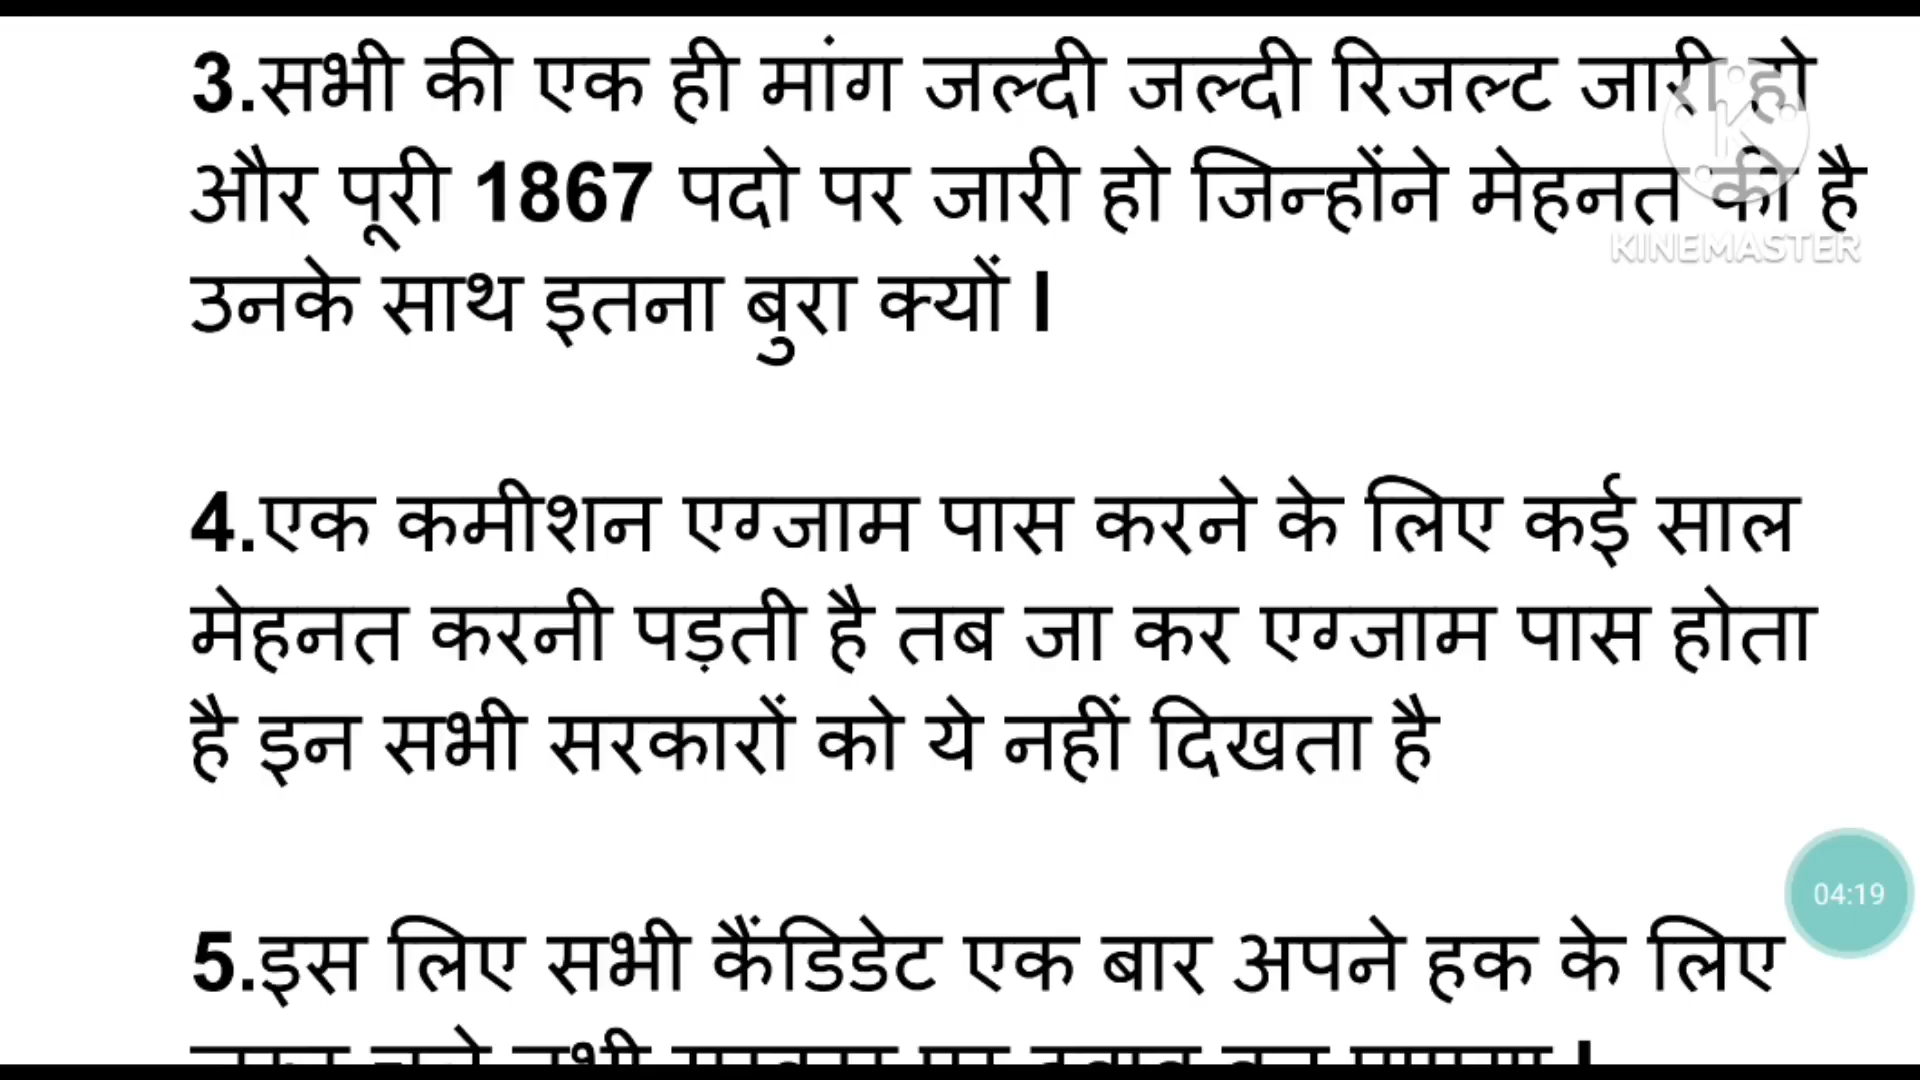 3.सभी की एक ही मांग जल्दी जल्दी रिजल्ट जारी हो
और पूरी 1867 पदो पर जारी हो जिन्होंने मेहनत की है
KINEMASTER
उनके साथ इतना बुरा क्यों l
4.एक कमीशन एग्जाम पास करने के लिए कई साल
मेहनत करनी पड़ती है तब जा कर एग्जाम पास होता
है इन सभी सरकारों को ये नहीं दिखता है
04:19
5.इस लिए सभी कैंडिडेट एक बार अपने हक के लिए